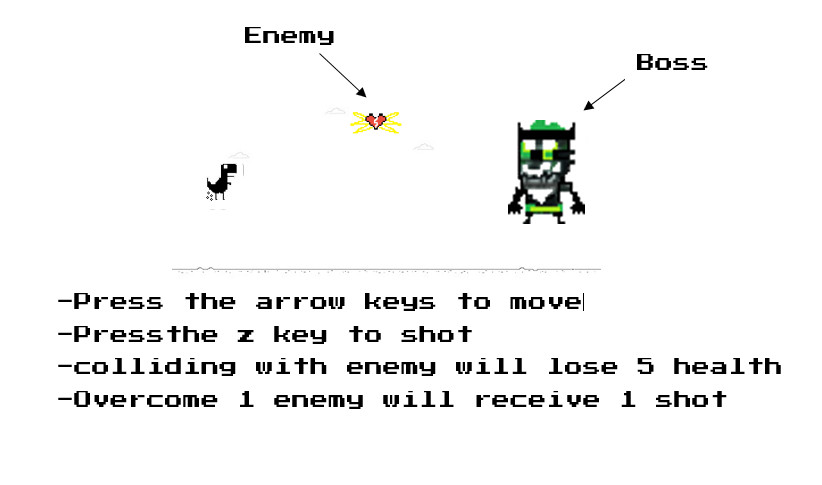 Enemy
Boss
-Press the arrow keys to move
-Pressthe z key to shot
-colliding with enemy will lose 5 health
-Overcome 1 enemy will receive 1 shot